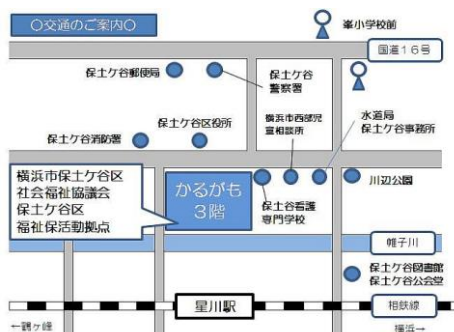 〇交通のご案内〇
峯小学校前
国道16号
保土ケ谷郵便局
保土ケ谷
警察署
横浜市西部児
童相談所
水道局
保土ケ谷事務所
保土ケ谷区役所
保土ケ谷消防署
横浜市保土ケ谷区
社会福祉協議会
保土ケ谷区
福祉保活動拠点
かるがも
3階
保土ケ谷看護
専門学校
川辺公園
帷子川
保土ケ谷図書館
保土ケ谷公会堂
星川駅
相鉄線
←鶴ケ峰
横浜→